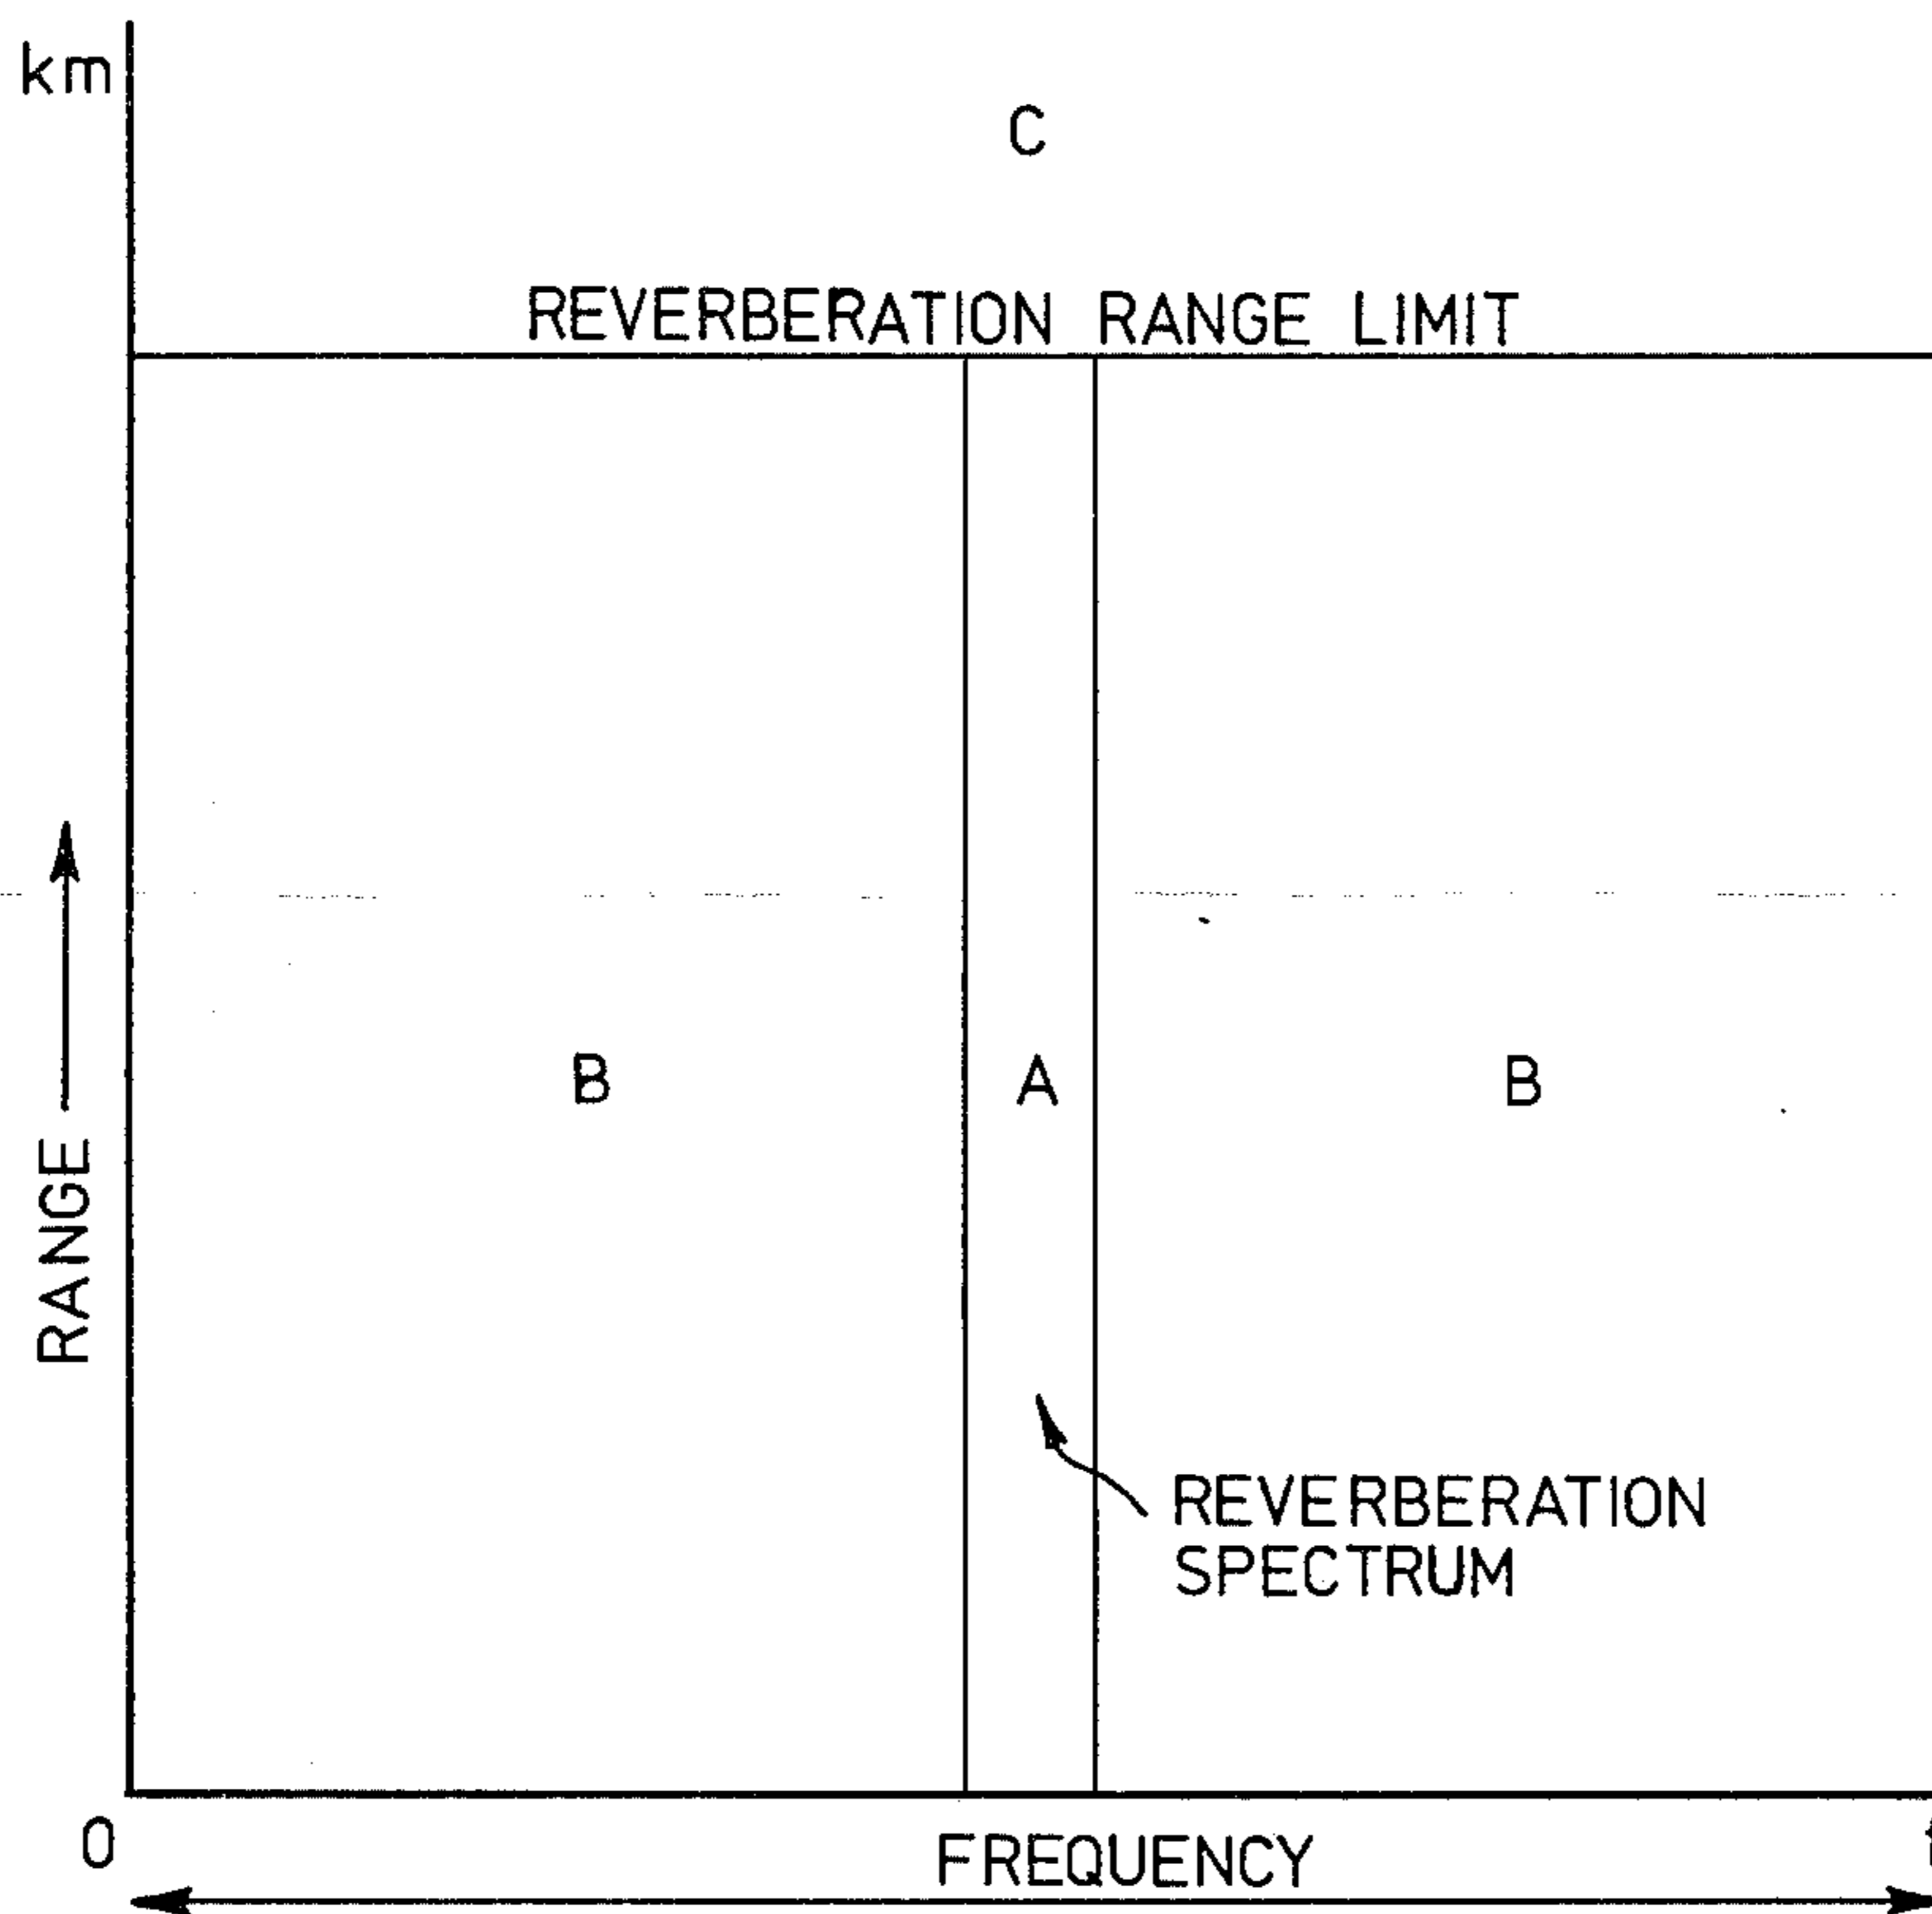 km
C
REVERBERATION RANGE LIMIT
RANGE
B A B
REVERBERATION
SPECTRUM
0
FREQUENCY